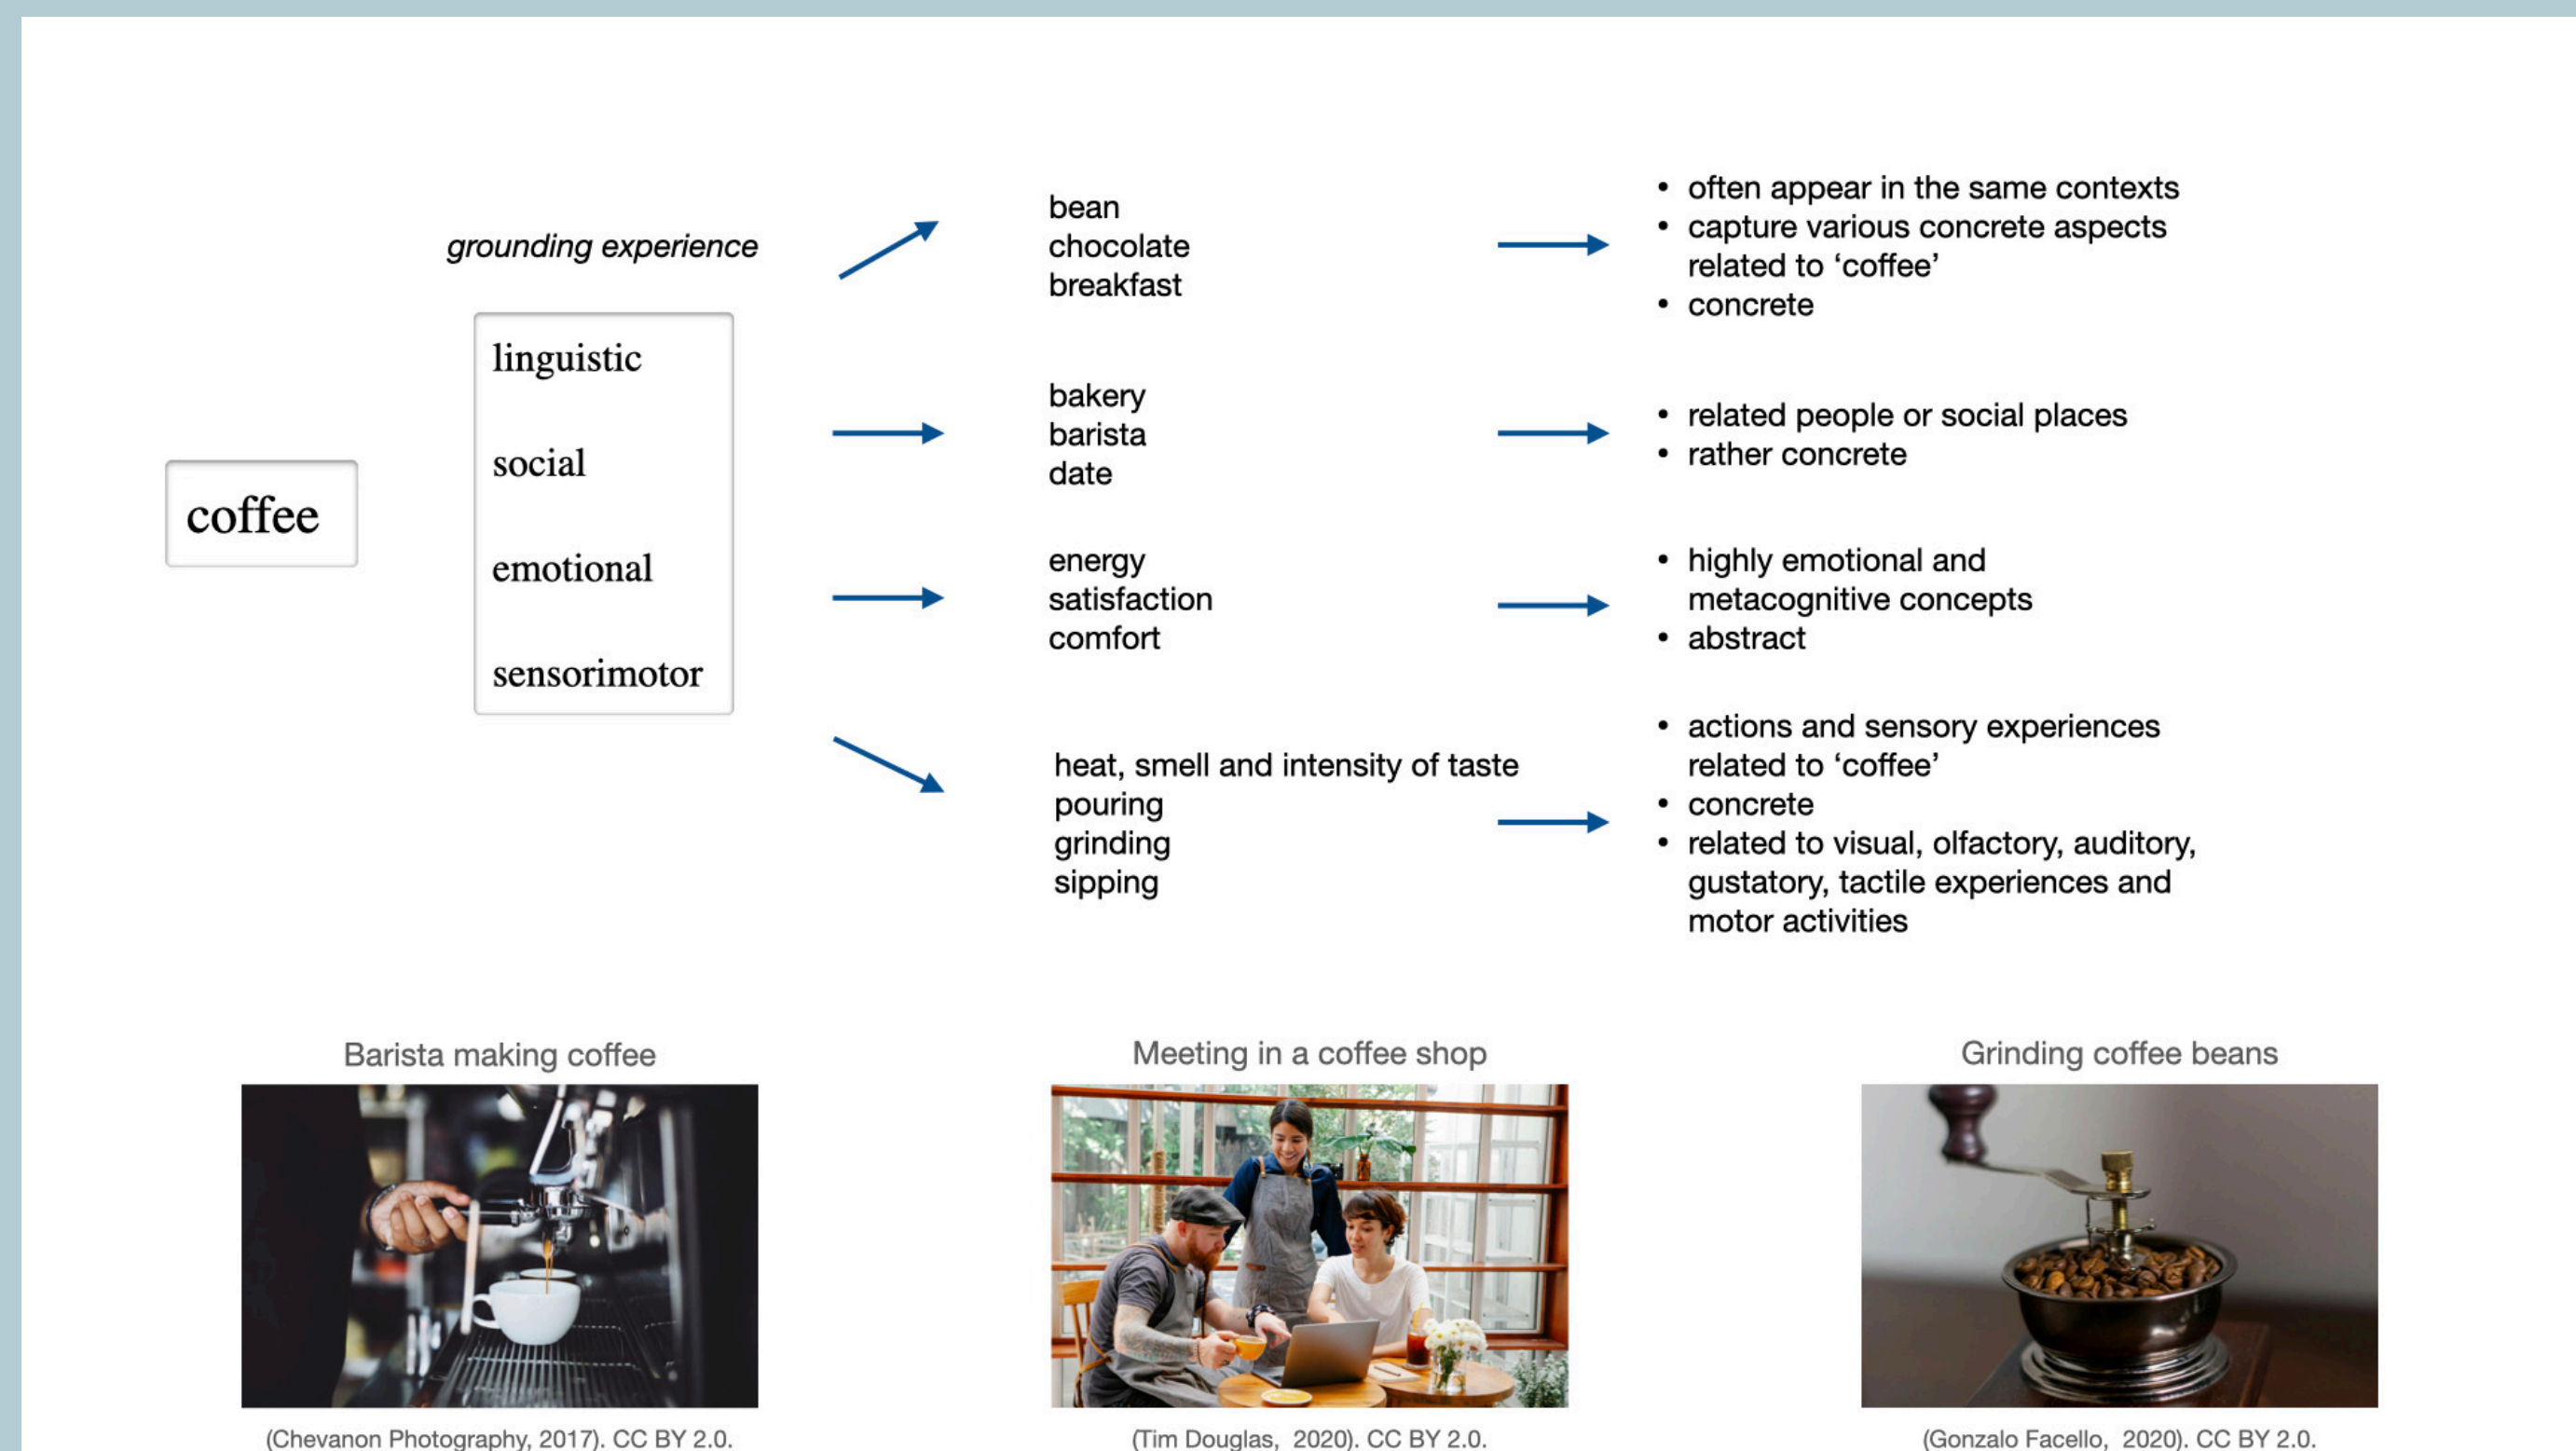 coffee
grounding experience
linguistic
social
emotional
sensorimotor
bean
chocolate
breakfast
• often appear in the same contexts
• capture various concrete aspects
related to ‘coffee’
• concrete
bakery
barista
date
• related people or social places
• rather concrete
energy
satisfaction
comfort
• highly emotional and
metacognitive concepts
• abstract
heat, smell and intensity of taste
pouring
grinding
sipping
• actions and sensory experiences
related to ‘coffee’
• concrete
• related to visual, olfactory, auditory,
gustatory, tactile experiences and
motor activities
Barista making coffee
(Chevanon Photography, 2017). CC BY 2.0.
Meeting in a coffee shop
(Tim Douglas, 2020). CC BY 2.0.
Grinding coffee beans
(Gonzalo Facello, 2020). CC BY 2.0.